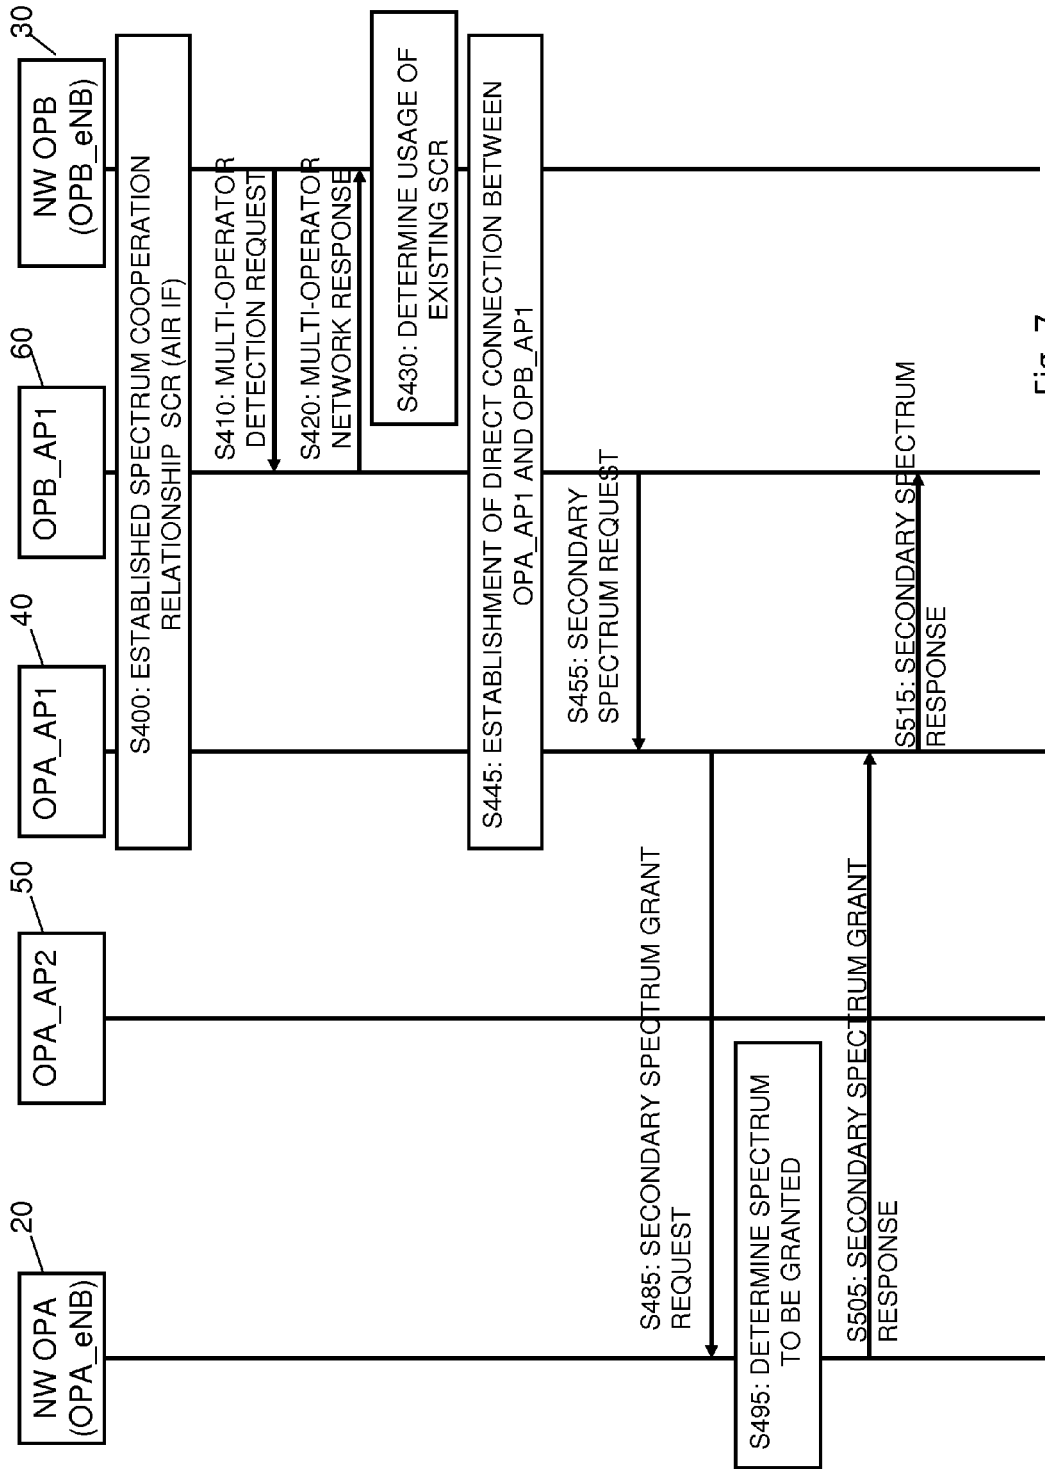 20
NW OPA
(OPA_eNB)
50
OPA_AP2
40
OPA_AP1
60
OPB_AP1
30
NW OPB
(OPB_eNB)
S400: ESTABLISHED SPECTRUM COOPERATION
RELATIONSHIP SCR (AIR IF)
S410: MULTI-OPERATOR
DETECTION REQUEST
S420: MULTI-OPERATOR
NETWORK RESPONSE
S430: DETERMINE USAGE OF
EXISTING SCR
S445: ESTABLISHMENT OF DIRECT CONNECTION BETWEEN
OPA_AP1 AND OPB_AP1
S455: SECONDARY
SPECTRUM REQUEST
S485: SECONDARY SPECTRUM GRANT
REQUEST
S495: DETERMINE SPECTRUM
TO BE GRANTED
S505: SECONDARY SPECTRUM GRANT
RESPONSE
S515: SECONDARY SPECTRUM
RESPONSE
Fig. 7